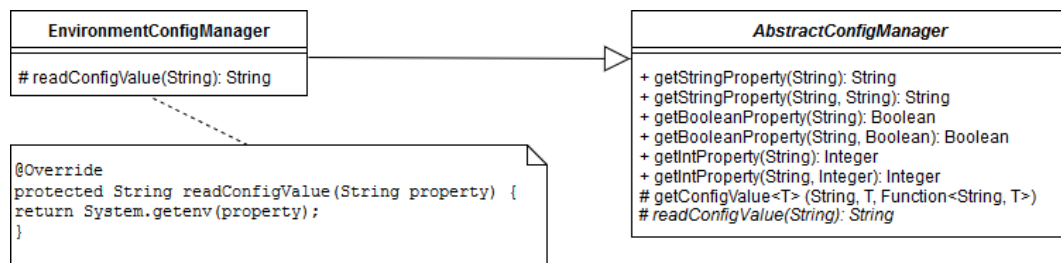 EnvironmentConfigManager
# readConfigValue(String): String
@Override
protected String readConfigValue(String property) {
return System.getenv(property);
}
AbstractConfigManager
+ getStringProperty(String): String
+ getStringProperty(String, String): String
+ getBooleanProperty(String): Boolean
+ getBooleanProperty(String, Boolean): Boolean
+ getIntProperty(String): Integer
+ getIntProperty(String, Integer): Integer
# getConfigValue<T> (String, T, Function<String, T>)
# readConfigValue(String): String